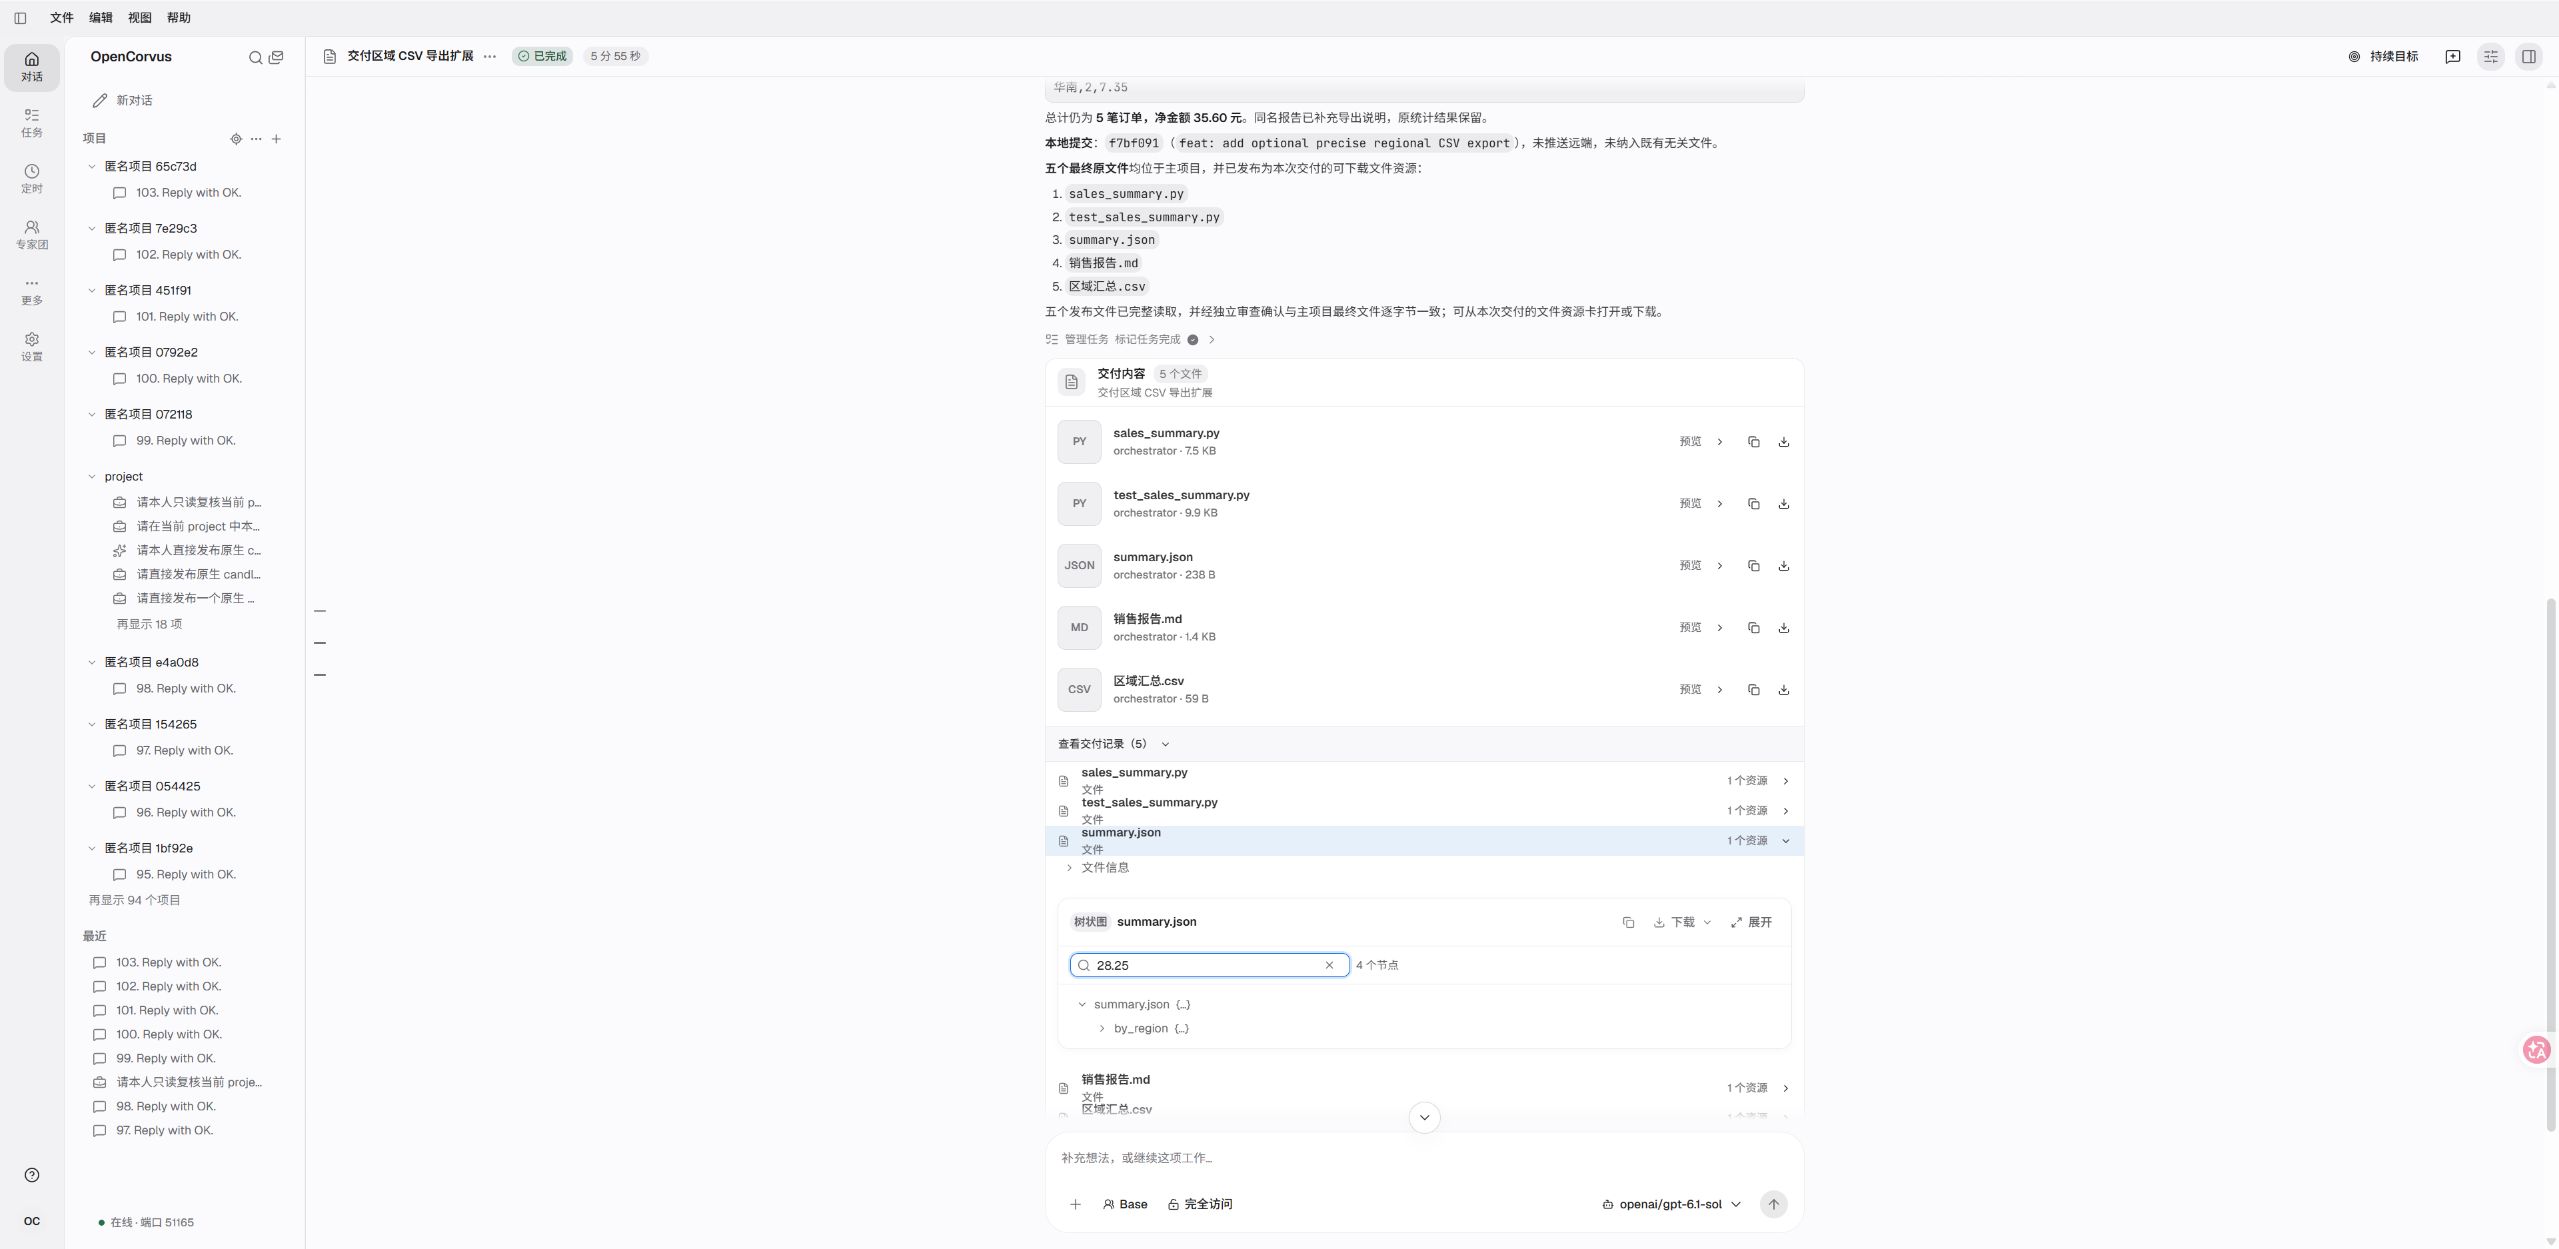 文件 编辑 视图 帮助
对话
任务
定时
专家团
更多
设置
OC
OpenCorvus
新对话
项目
匿名项目 65c73d
103. Reply with OK.
匿名项目 7e29c3
102. Reply with OK.
匿名项目 451f91
101. Reply with OK.
匿名项目 0792e2
100. Reply with OK.
匿名项目 072118
99. Reply with OK.
project
请本人只读复核当前 p...
请在当前 project 中本...
请本人直接发布原生 c...
请直接发布原生 candl...
请直接发布一个原生 ...
再显示 18 项
匿名项目 e4a0d8
98. Reply with OK.
匿名项目 154265
97. Reply with OK.
匿名项目 054425
96. Reply with OK.
匿名项目 1bf92e
95. Reply with OK.
再显示 94 个项目
最近
103. Reply with OK.
102. Reply with OK.
101. Reply with OK.
100. Reply with OK.
99. Reply with OK.
请本人只读复核当前 proje...
98. Reply with OK.
97. Reply with OK.
在线 · 端口 51165
交付区域 CSV 导出扩展 ··· 已完成 5 分 55 秒
持续目标
华南,2,7.35
总计仍为 5 笔订单，净金额 35.60 元。同名报告已补充导出说明，原统计结果保留。
本地提交： f7bf091 （ feat: add optional precise regional CSV export ），未推送远端，未纳入既有无关文件。
五个最终原文件均位于主项目，并已发布为本次交付的可下载文件资源：
1. sales_summary.py
2. test_sales_summary.py
3. summary.json
4. 销售报告.md
5. 区域汇总.csv
五个发布文件已完整读取，并经独立审查确认与主项目最终文件逐字节一致；可从本次交付的文件资源卡打开或下载。
管理任务 标记任务完成
交付内容 5 个文件
交付区域 CSV 导出扩展
PY
sales_summary.py
orchestrator · 7.5 KB
预览
PY
test_sales_summary.py
orchestrator · 9.9 KB
预览
JSON
summary.json
orchestrator · 238 B
预览
MD
销售报告.md
orchestrator · 1.4 KB
预览
CSV
区域汇总.csv
orchestrator · 59 B
预览
查看交付记录（5）
sales_summary.py
文件
1 个资源
test_sales_summary.py
文件
1 个资源
summary.json
文件
1 个资源
文件信息
树状图 summary.json
下载 展开
28.25
4 个节点
summary.json {…}
by_region {…}
销售报告.md
文件
1 个资源
区域汇总.csv
1 个资源
补充想法，或继续这项工作...
Base 完全访问
openai/gpt-6.1-sol